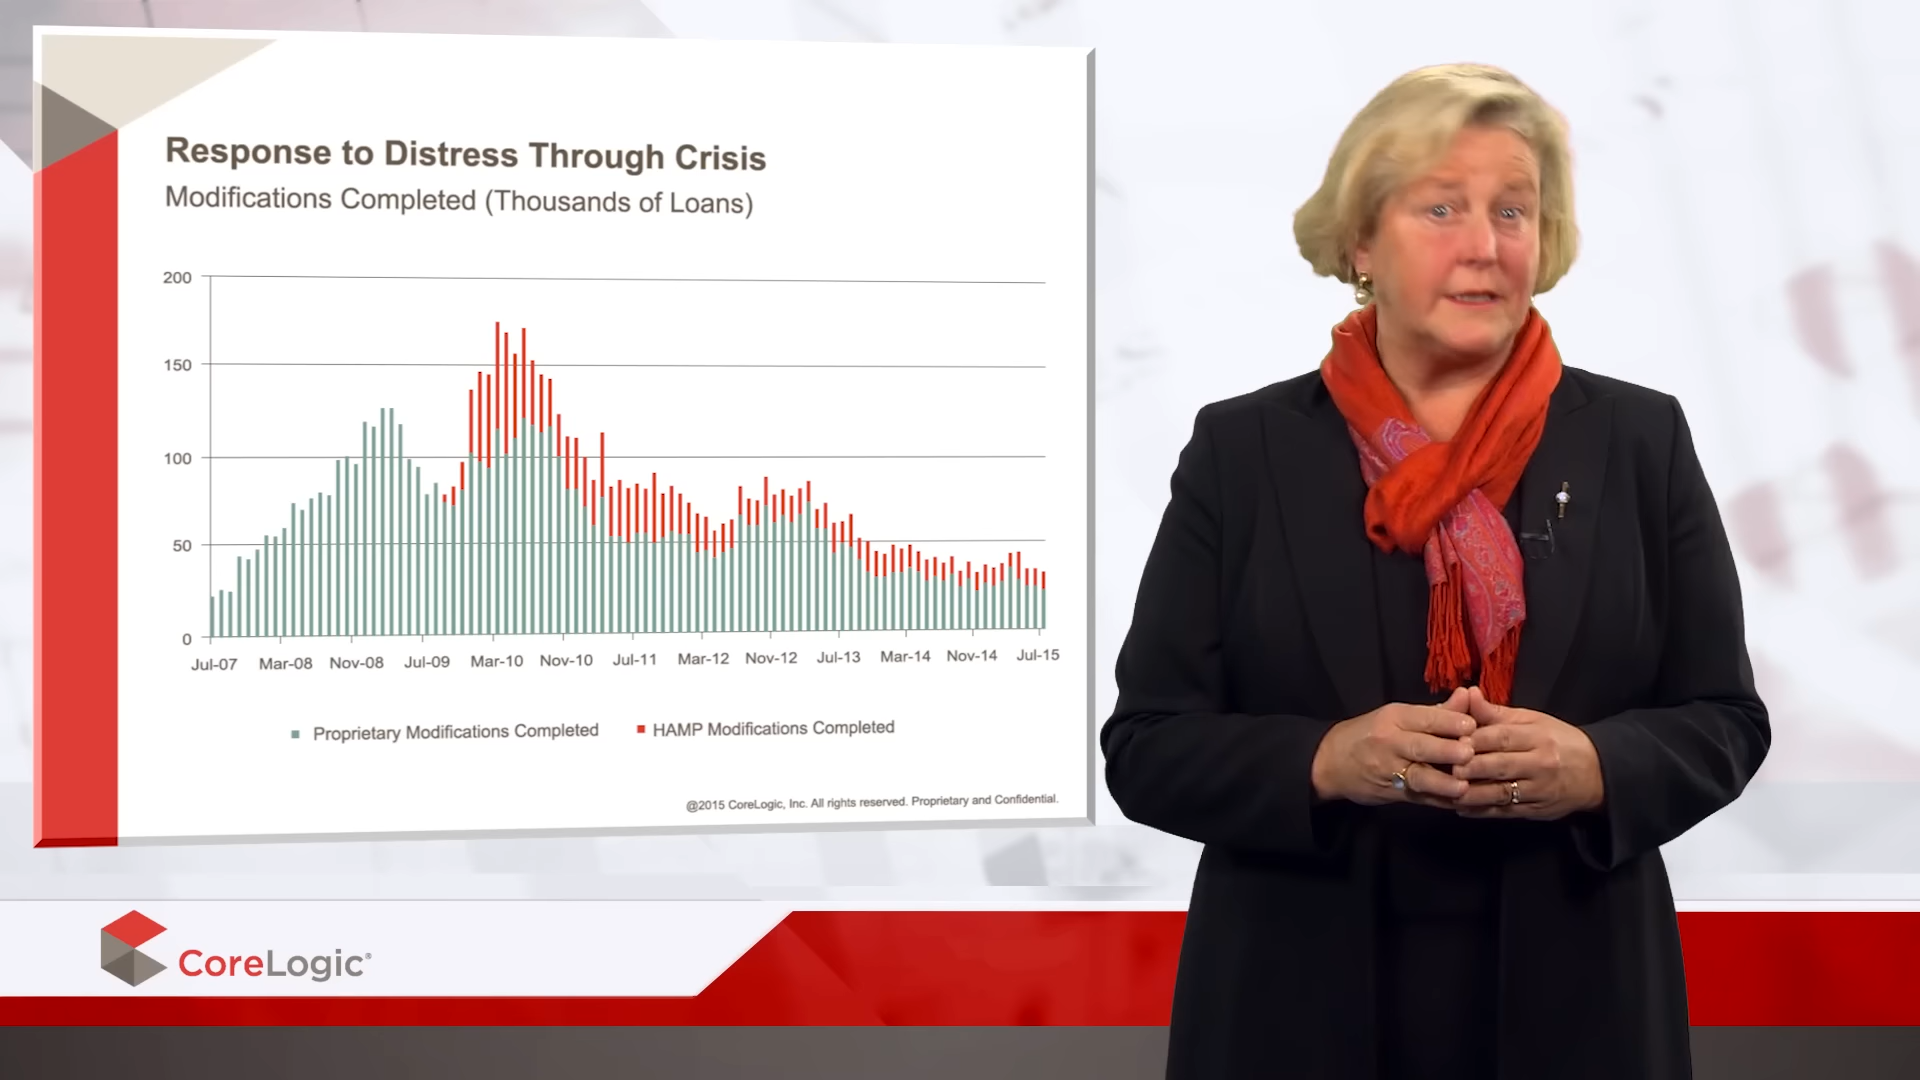 Response to Distress Through Crisis
Modifications Completed (Thousands of Loans)
200
150
100
50
0
Jul-07 Mar-08 Nov-08 Jul-09 Mar-10 Nov-10 Jul-11 Mar-12 Nov-12 Jul-13 Mar-14 Nov-14 Jul-15
Proprietary Modifications Completed HAMP Modifications Completed
@2015 CoreLogic, Inc. All rights reserved. Proprietary and Confidential.
CoreLogic®